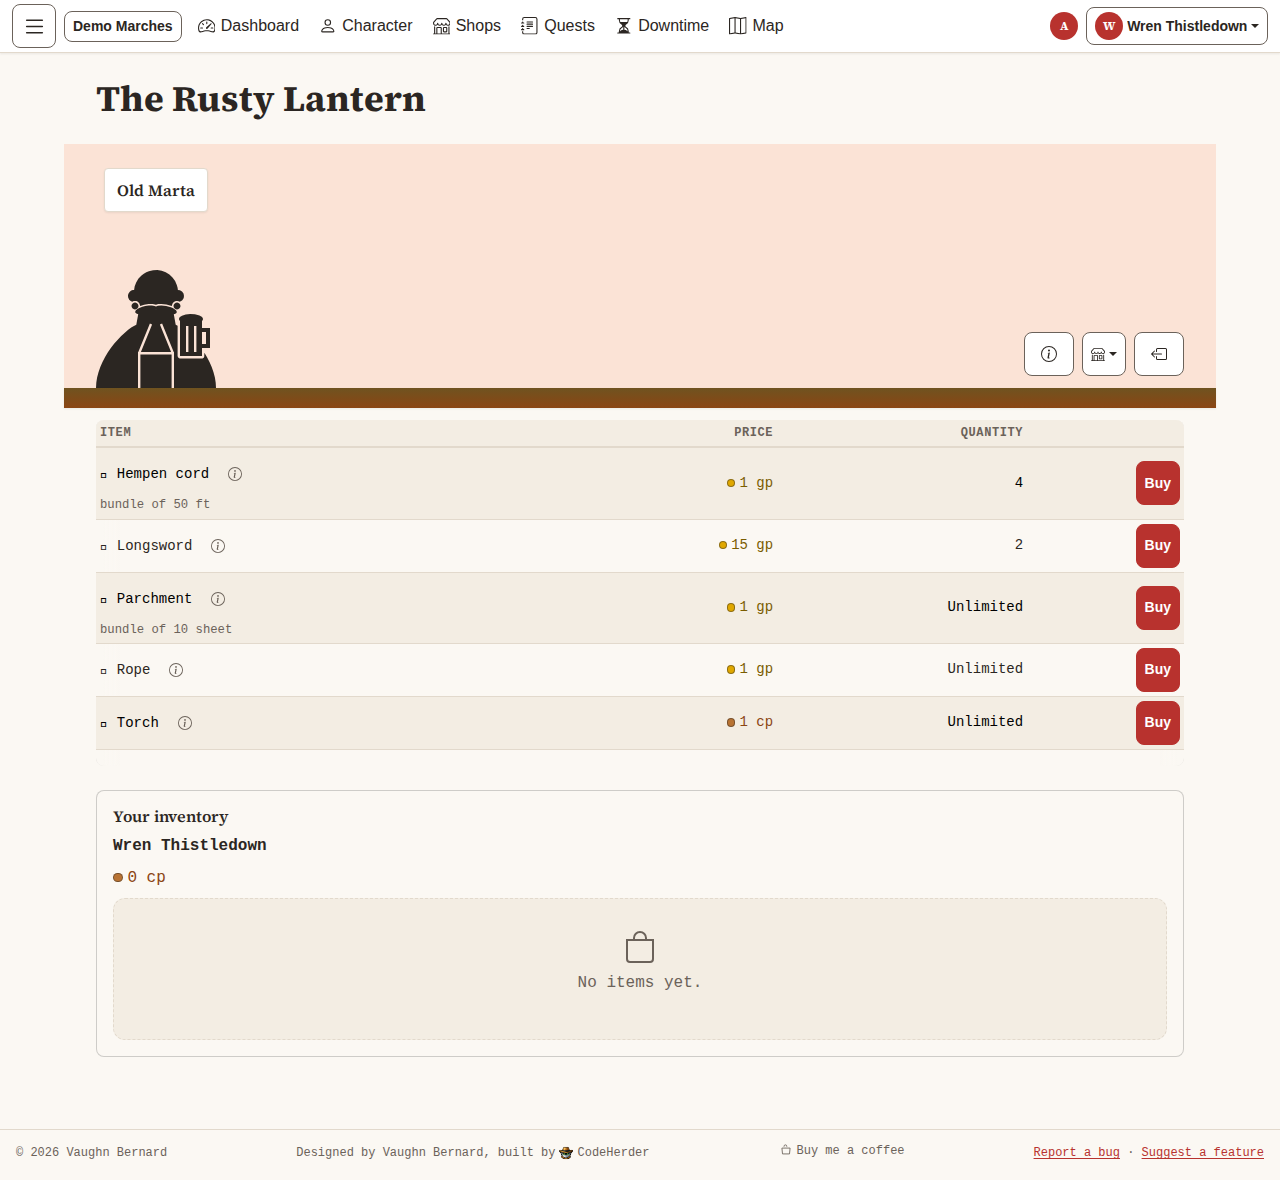 Demo Marches
Dashboard
Character
Shops
Quests
Downtime
Map
A
W
Wren Thistledown
The Rusty Lantern
Old Marta
ITEM PRICE QUANTITY
Hempen cord
bundle of 50 ft
1 gp
4
Buy
Longsword
15 gp
2
Buy
Parchment
bundle of 10 sheet
1 gp
Unlimited
Buy
Rope
1 gp
Unlimited
Buy
Torch
1 cp
Unlimited
Buy
Your inventory
Wren Thistledown
0 cp
No items yet.
© 2026 Vaughn Bernard
Designed by Vaughn Bernard, built by CodeHerder
Buy me a coffee
Report a bug · Suggest a feature